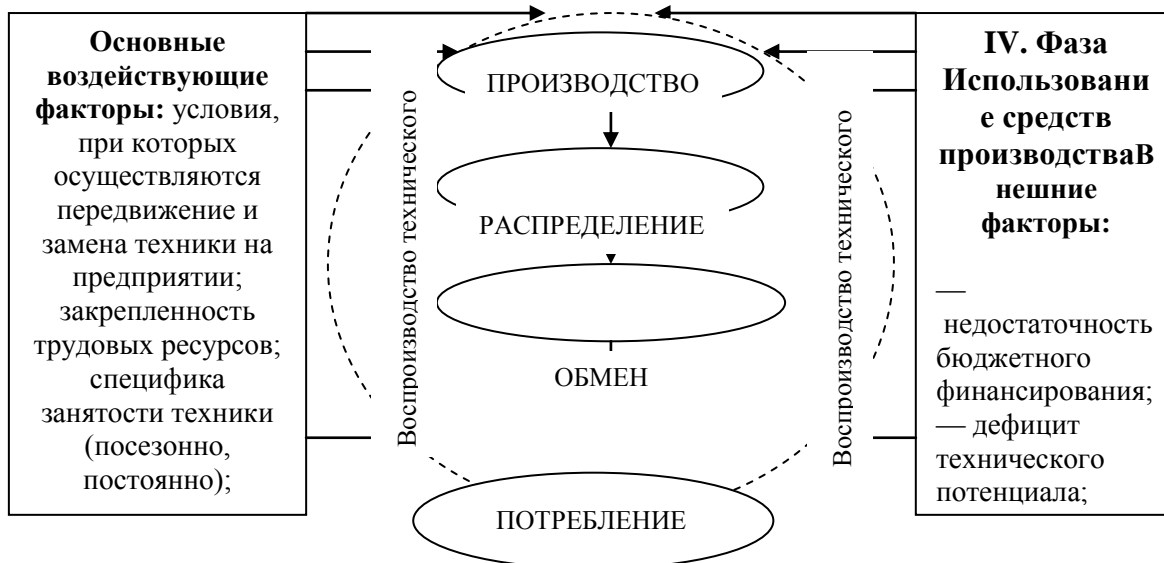 Основные
воздействующие
факторы: условия,
при которых
осуществляются
передвижение и
замена техники на
предприятии;
закрепленность
трудовых ресурсов;
специфика
занятости техники
(посезонно,
постоянно);
Воспроизводство технического
ПРОИЗВОДСТВО
РАСПРЕДЕЛЕНИЕ
ОБМЕН
ПОТРЕБЛЕНИЕ
Воспроизводство технического
IV. Фаза
Использовани
е средств
производстваВ
нешние
факторы:
—
недостаточность
бюджетного
финансирования;
— дефицит
технического
потенциала;